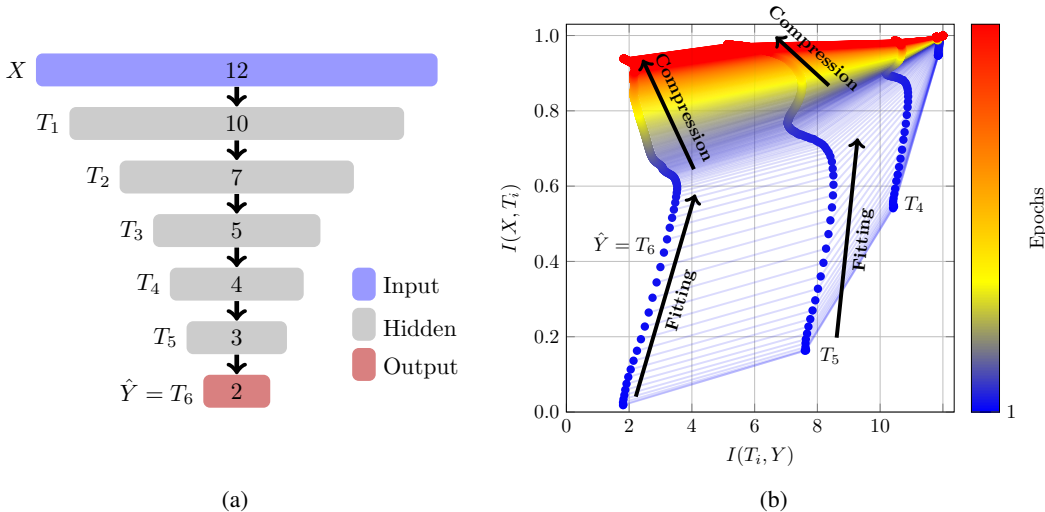 X
12
T1
10
T2
7
T3
5
T4
4
T5
3
Ŷ = T6
2
Input
Hidden
Output
(a)
1.0
0.8
0.6
0.4
0.2
0.0
I(X, Ti)
0
2
4
6
8
10
I(Ti, Y)
Compression
Compression
Fitting
Fitting
Ŷ = T6
T5
T4
1
Epochs
(b)